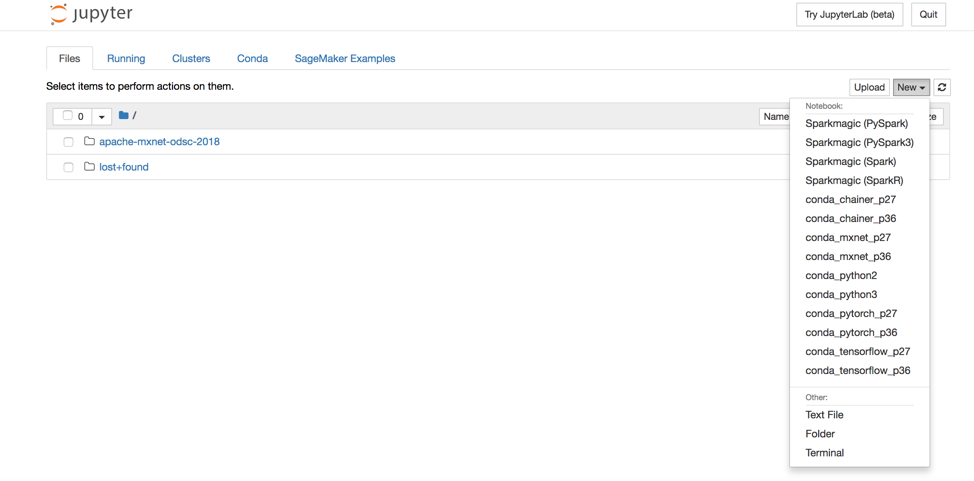 jupyter
Try JupyterLab (beta) Quit
Files Running Clusters Conda SageMaker Examples
Select items to perform actions on them.
Upload New
0 / Name ze
apache-mxnet-odsc-2018
lost+found
Notebook:
Sparkmagic (PySpark)
Sparkmagic (PySpark3)
Sparkmagic (Spark)
Sparkmagic (SparkR)
conda_chainer_p27
conda_chainer_p36
conda_mxnet_p27
conda_mxnet_p36
conda_python2
conda_python3
conda_pytorch_p27
conda_pytorch_p36
conda_tensorflow_p27
conda_tensorflow_p36
Other:
Text File
Folder
Terminal